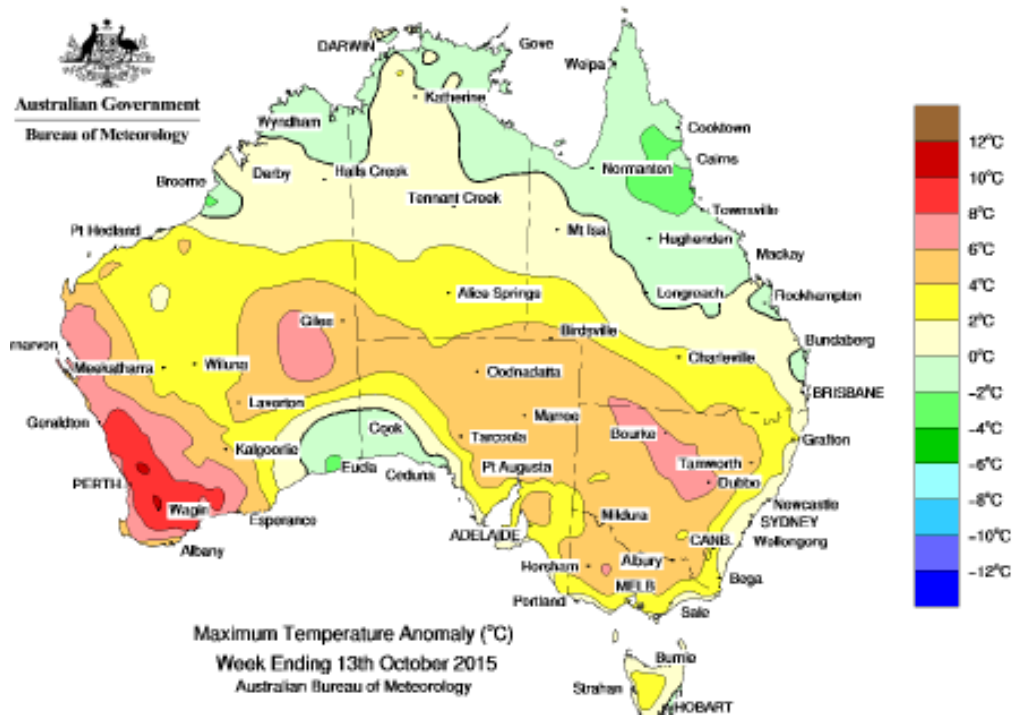 Australian Government
Bureau of Meteorology
DARWIN
Gove
Weipa
Katherine
Wyndham
Cooktown
Cairns
Normanton
Derby
Halls Creek
Broome
Tennant Creek
Townsville
Mt Isa
Hughenden
Pt Hedland
Mackay
Longreach
Alice Springs
Rockhampton
Giles
Birdsville
Bundaberg
marvon
Meekatharra
Wiluna
Charleville
Oodnadatta
BRISBANE
Laverton
Marree
Geraldton
Cook
Tarcoola
Bourke
Grafton
Kalgoorlie
Eucla
Ceduna
Pt Augusta
Tamworth
PERTH
Dubbo
Wagin
Esperance
Newcastle
Mildura
SYDNEY
ADELAIDE
CANB.
Wollongong
Albany
Horsham
Albury
MELB
Bega
Portland
Sale
Burnie
Strahan
HOBART
12°C
10°C
8°C
6°C
4°C
2°C
0°C
-2°C
-4°C
-6°C
-8°C
-10°C
-12°C
Maximum Temperature Anomaly (°C)
Week Ending 13th October 2015
Australian Bureau of Meteorology